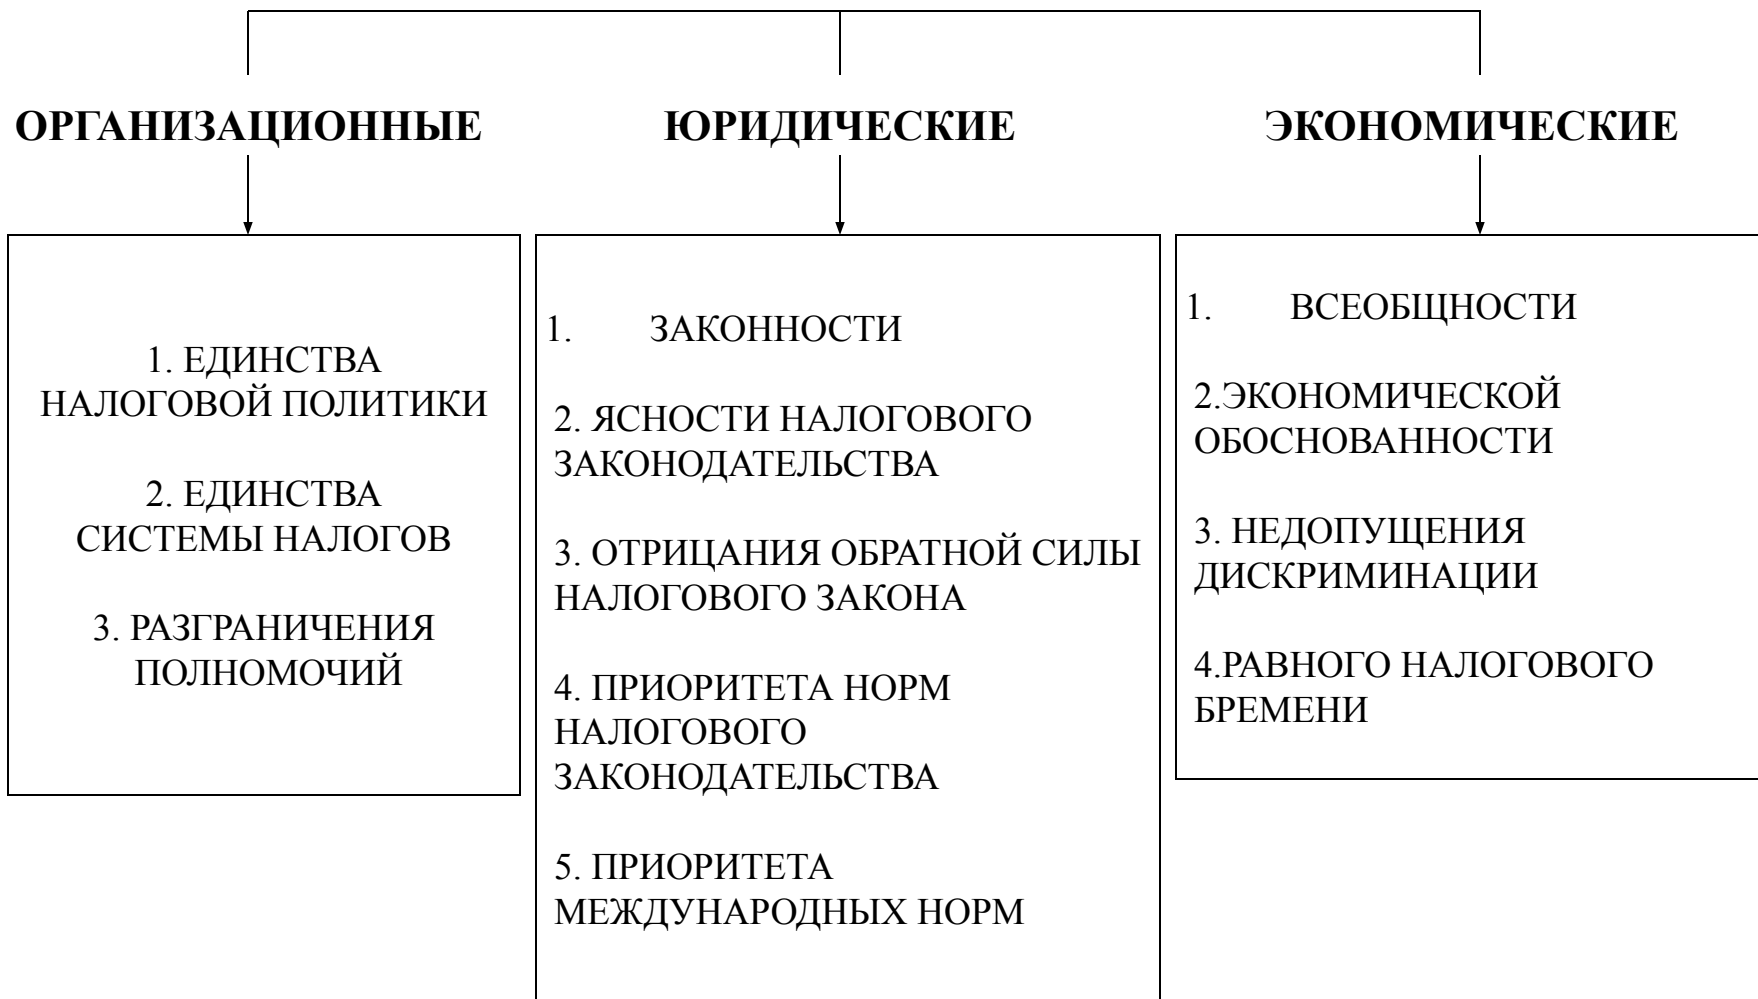 ОРГАНИЗАЦИОННЫЕ
ЮРИДИЧЕСКИЕ
ЭКОНОМИЧЕСКИЕ
1. ЕДИНСТВА
НАЛОГОВОЙ ПОЛИТИКИ
2. ЕДИНСТВА
СИСТЕМЫ НАЛОГОВ
3. РАЗГРАНИЧЕНИЯ
ПОЛНОМОЧИЙ
1. ЗАКОННОСТИ
2. ЯСНОСТИ НАЛОГОВОГО
ЗАКОНОДАТЕЛЬСТВА
3. ОТРИЦАНИЯ ОБРАТНОЙ СИЛЫ
НАЛОГОВОГО ЗАКОНА
4. ПРИОРИТЕТА НОРМ
НАЛОГОВОГО
ЗАКОНОДАТЕЛЬСТВА
5. ПРИОРИТЕТА
МЕЖДУНАРОДНЫХ НОРМ
1. ВСЕОБЩНОСТИ
2.ЭКОНОМИЧЕСКОЙ
ОБОСНОВАННОСТИ
3. НЕДОПУЩЕНИЯ
ДИСКРИМИНАЦИИ
4.РАВНОГО НАЛОГОВОГО
БРЕМЕНИ